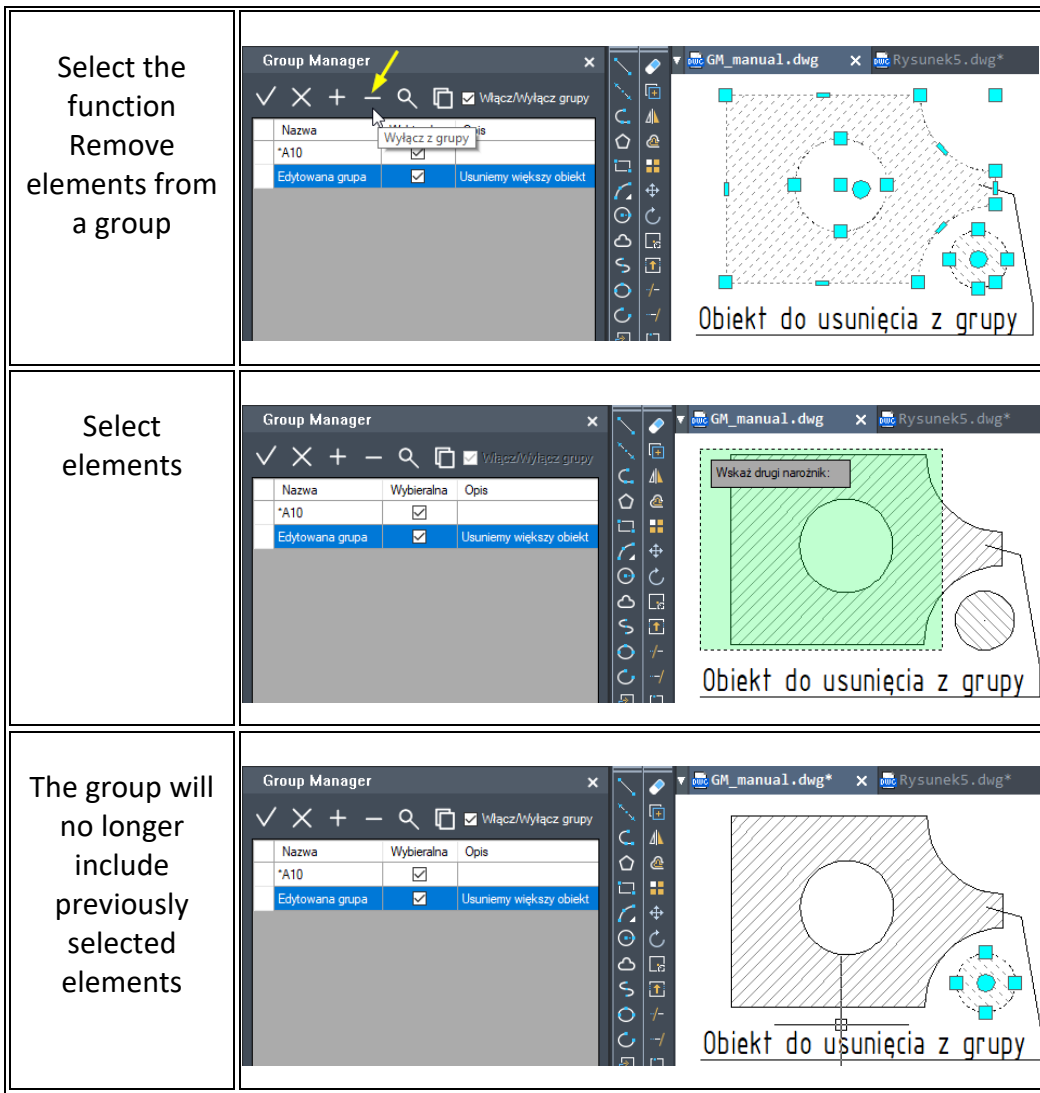 Select the
function
Remove
elements from
a group
Group Manager
GM_manual.dwg
Rysunek5.dwg*
Włącz/Wyłącz grupy
Nazwa
Opis
Wyłącz z grupy
*A10
Edytowana grupa
Usuniemy większy obiekt
Obiekt do usunięcia z grupy
Select
elements
Group Manager
GM_manual.dwg
Rysunek5.dwg*
Włącz/Wyłącz grupy
Wskaż drugi narożnik:
Nazwa Wybieralna Opis
*A10
Edytowana grupa
Usuniemy większy obiekt
Obiekt do usunięcia z grupy
The group will
no longer
include
previously
selected
elements
Group Manager
GM_manual.dwg*
Rysunek5.dwg*
Włącz/Wyłącz grupy
Nazwa Wybieralna Opis
*A10
Edytowana grupa
Usuniemy większy obiekt
Obiekt do usunięcia z grupy